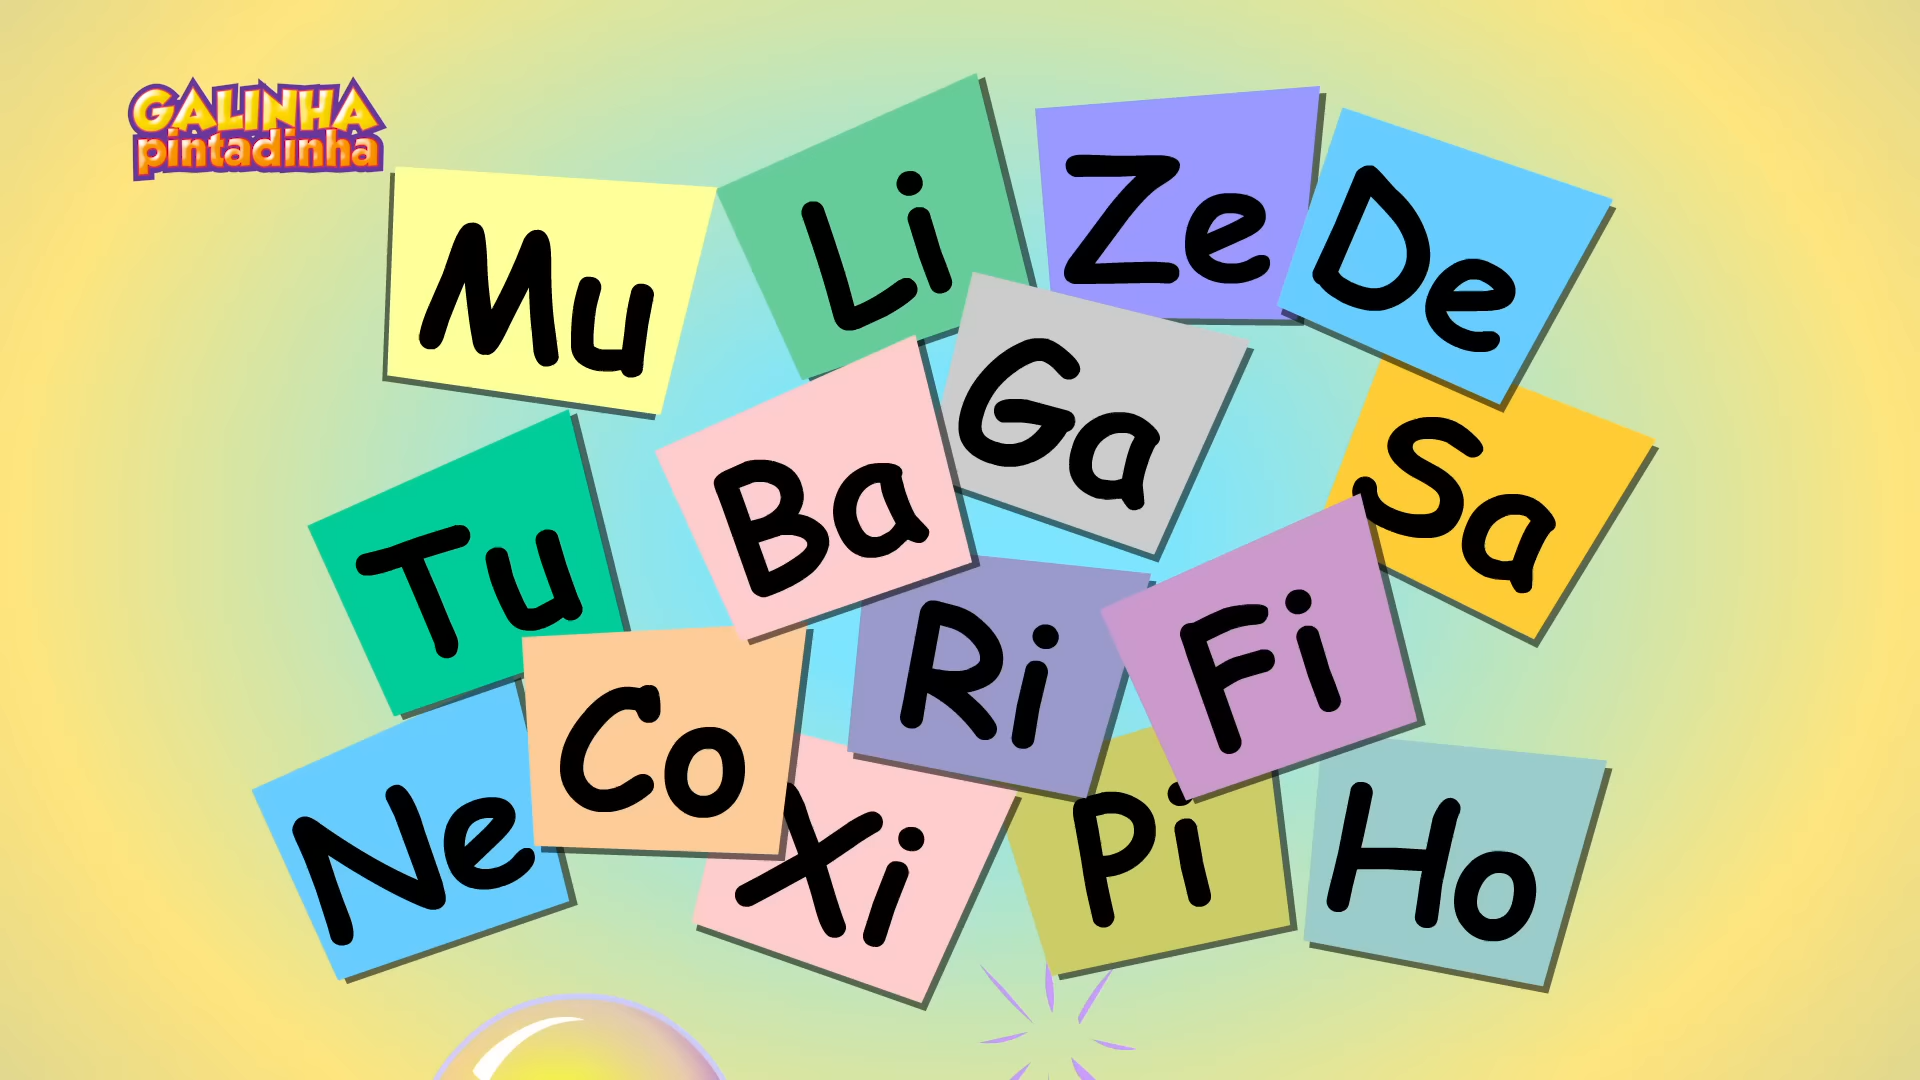 GALINHA
pintadinha
Mu
Li
Ze
De
Ga
Sa
Ba
Tu
Ri
Fi
Co
Ne
Xi
Pi
Ho